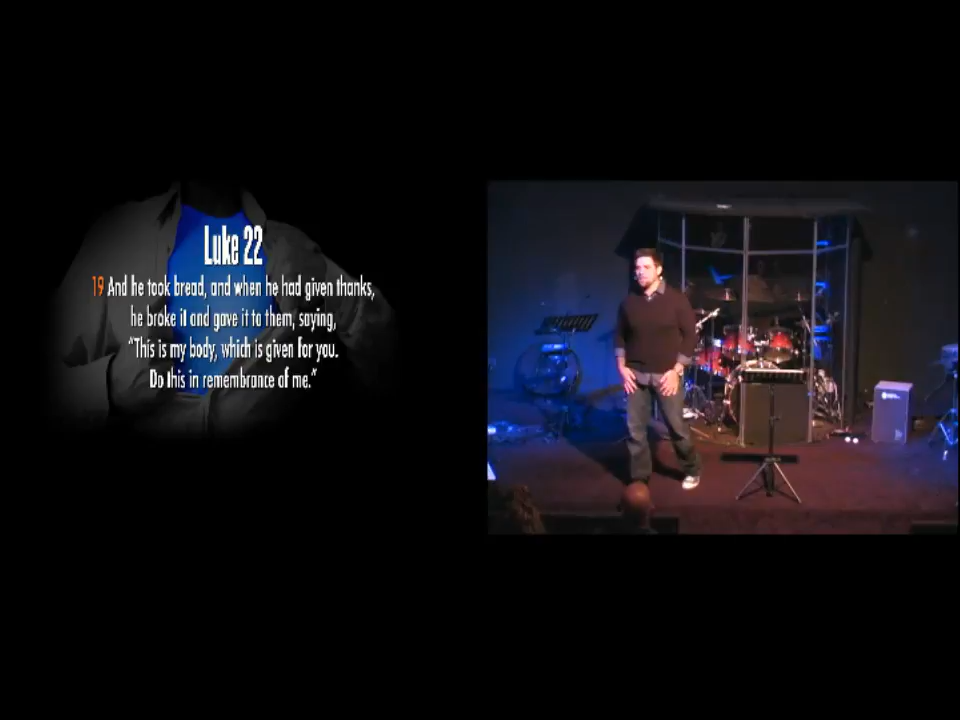 Luke 22
19 And he took bread, and when he had given thanks,
he broke it and gave it to them, saying,
"This is my body, which is given for you.
Do this in remembrance of me."